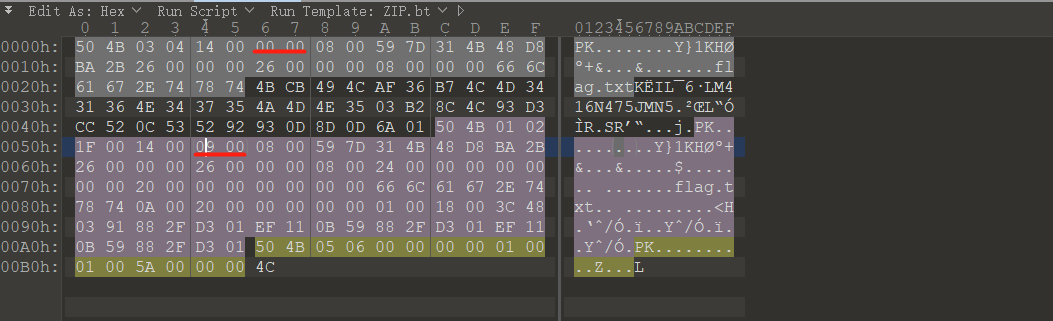 Edit As: Hex Run Script Run Template: ZIP.bt
0 1 2 3 4 5 6 7 8 9 A B C D E F 0123456789ABCDEF
0000h: 50 4B 03 04 14 00 00 00 08 00 59 7D 31 4B 48 D8 PK........Y}1KHØ
0010h: BA 2B 26 00 00 00 26 00 00 00 08 00 00 00 66 6C º+&...&.......fl
0020h: 61 67 2E 74 78 74 4B CB 49 4C AF 36 B7 4C 4D 34 ag.txtKËIL¯6·LM4
0030h: 31 36 4E 34 37 35 4A 4D 4E 35 03 B2 8C 4C 93 D3 16N475JMN5.²ŒL“Ó
0040h: CC 52 0C 53 52 92 93 0D 8D 0D 6A 01 50 4B 01 02 ÌR.SR’“...j.PK..
0050h: 1F 00 14 00 09 00 08 00 59 7D 31 4B 48 D8 BA 2B ........Y}1KHØº+
0060h: 26 00 00 00 26 00 00 00 08 00 24 00 00 00 00 00 &...&.....$.....
0070h: 00 00 20 00 00 00 00 00 00 00 66 6C 61 67 2E 74 .. .......flag.t
0080h: 78 74 0A 00 20 00 00 00 00 00 01 00 18 00 3C 48 xt.. .........<H
0090h: 03 91 88 2F D3 01 EF 11 0B 59 88 2F D3 01 EF 11 .‘ˆ/Ó.ï..Yˆ/Ó.ï.
00A0h: 0B 59 88 2F D3 01 50 4B 05 06 00 00 00 00 01 00 .Yˆ/Ó.PK........
00B0h: 01 00 5A 00 00 00 4C ..Z...L